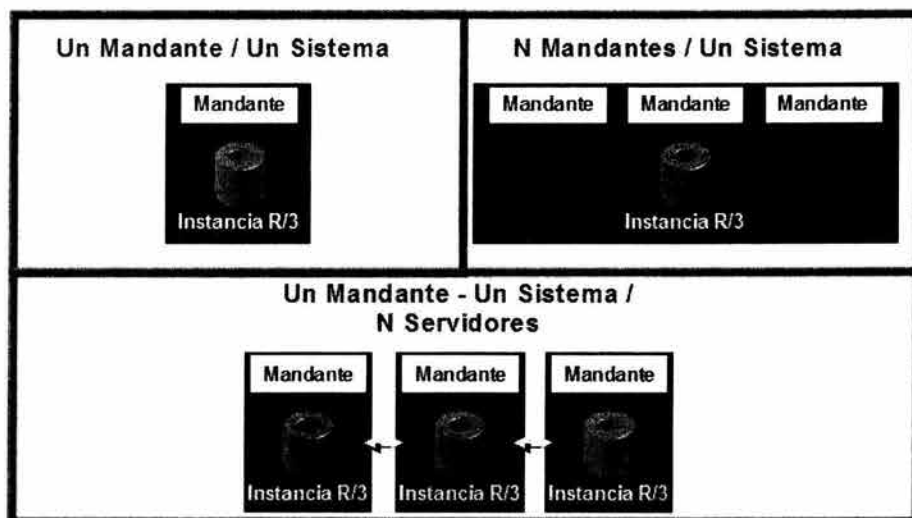 Un Mandante / Un Sistema
Mandante
Instancia R/3
N Mandantes / Un Sistema
Mandante Mandante Mandante
Instancia R/3
Un Mandante - Un Sistema /
N Servidores
Mandante Mandante Mandante
Instancia R/3 Instancia R/3 Instancia R/3